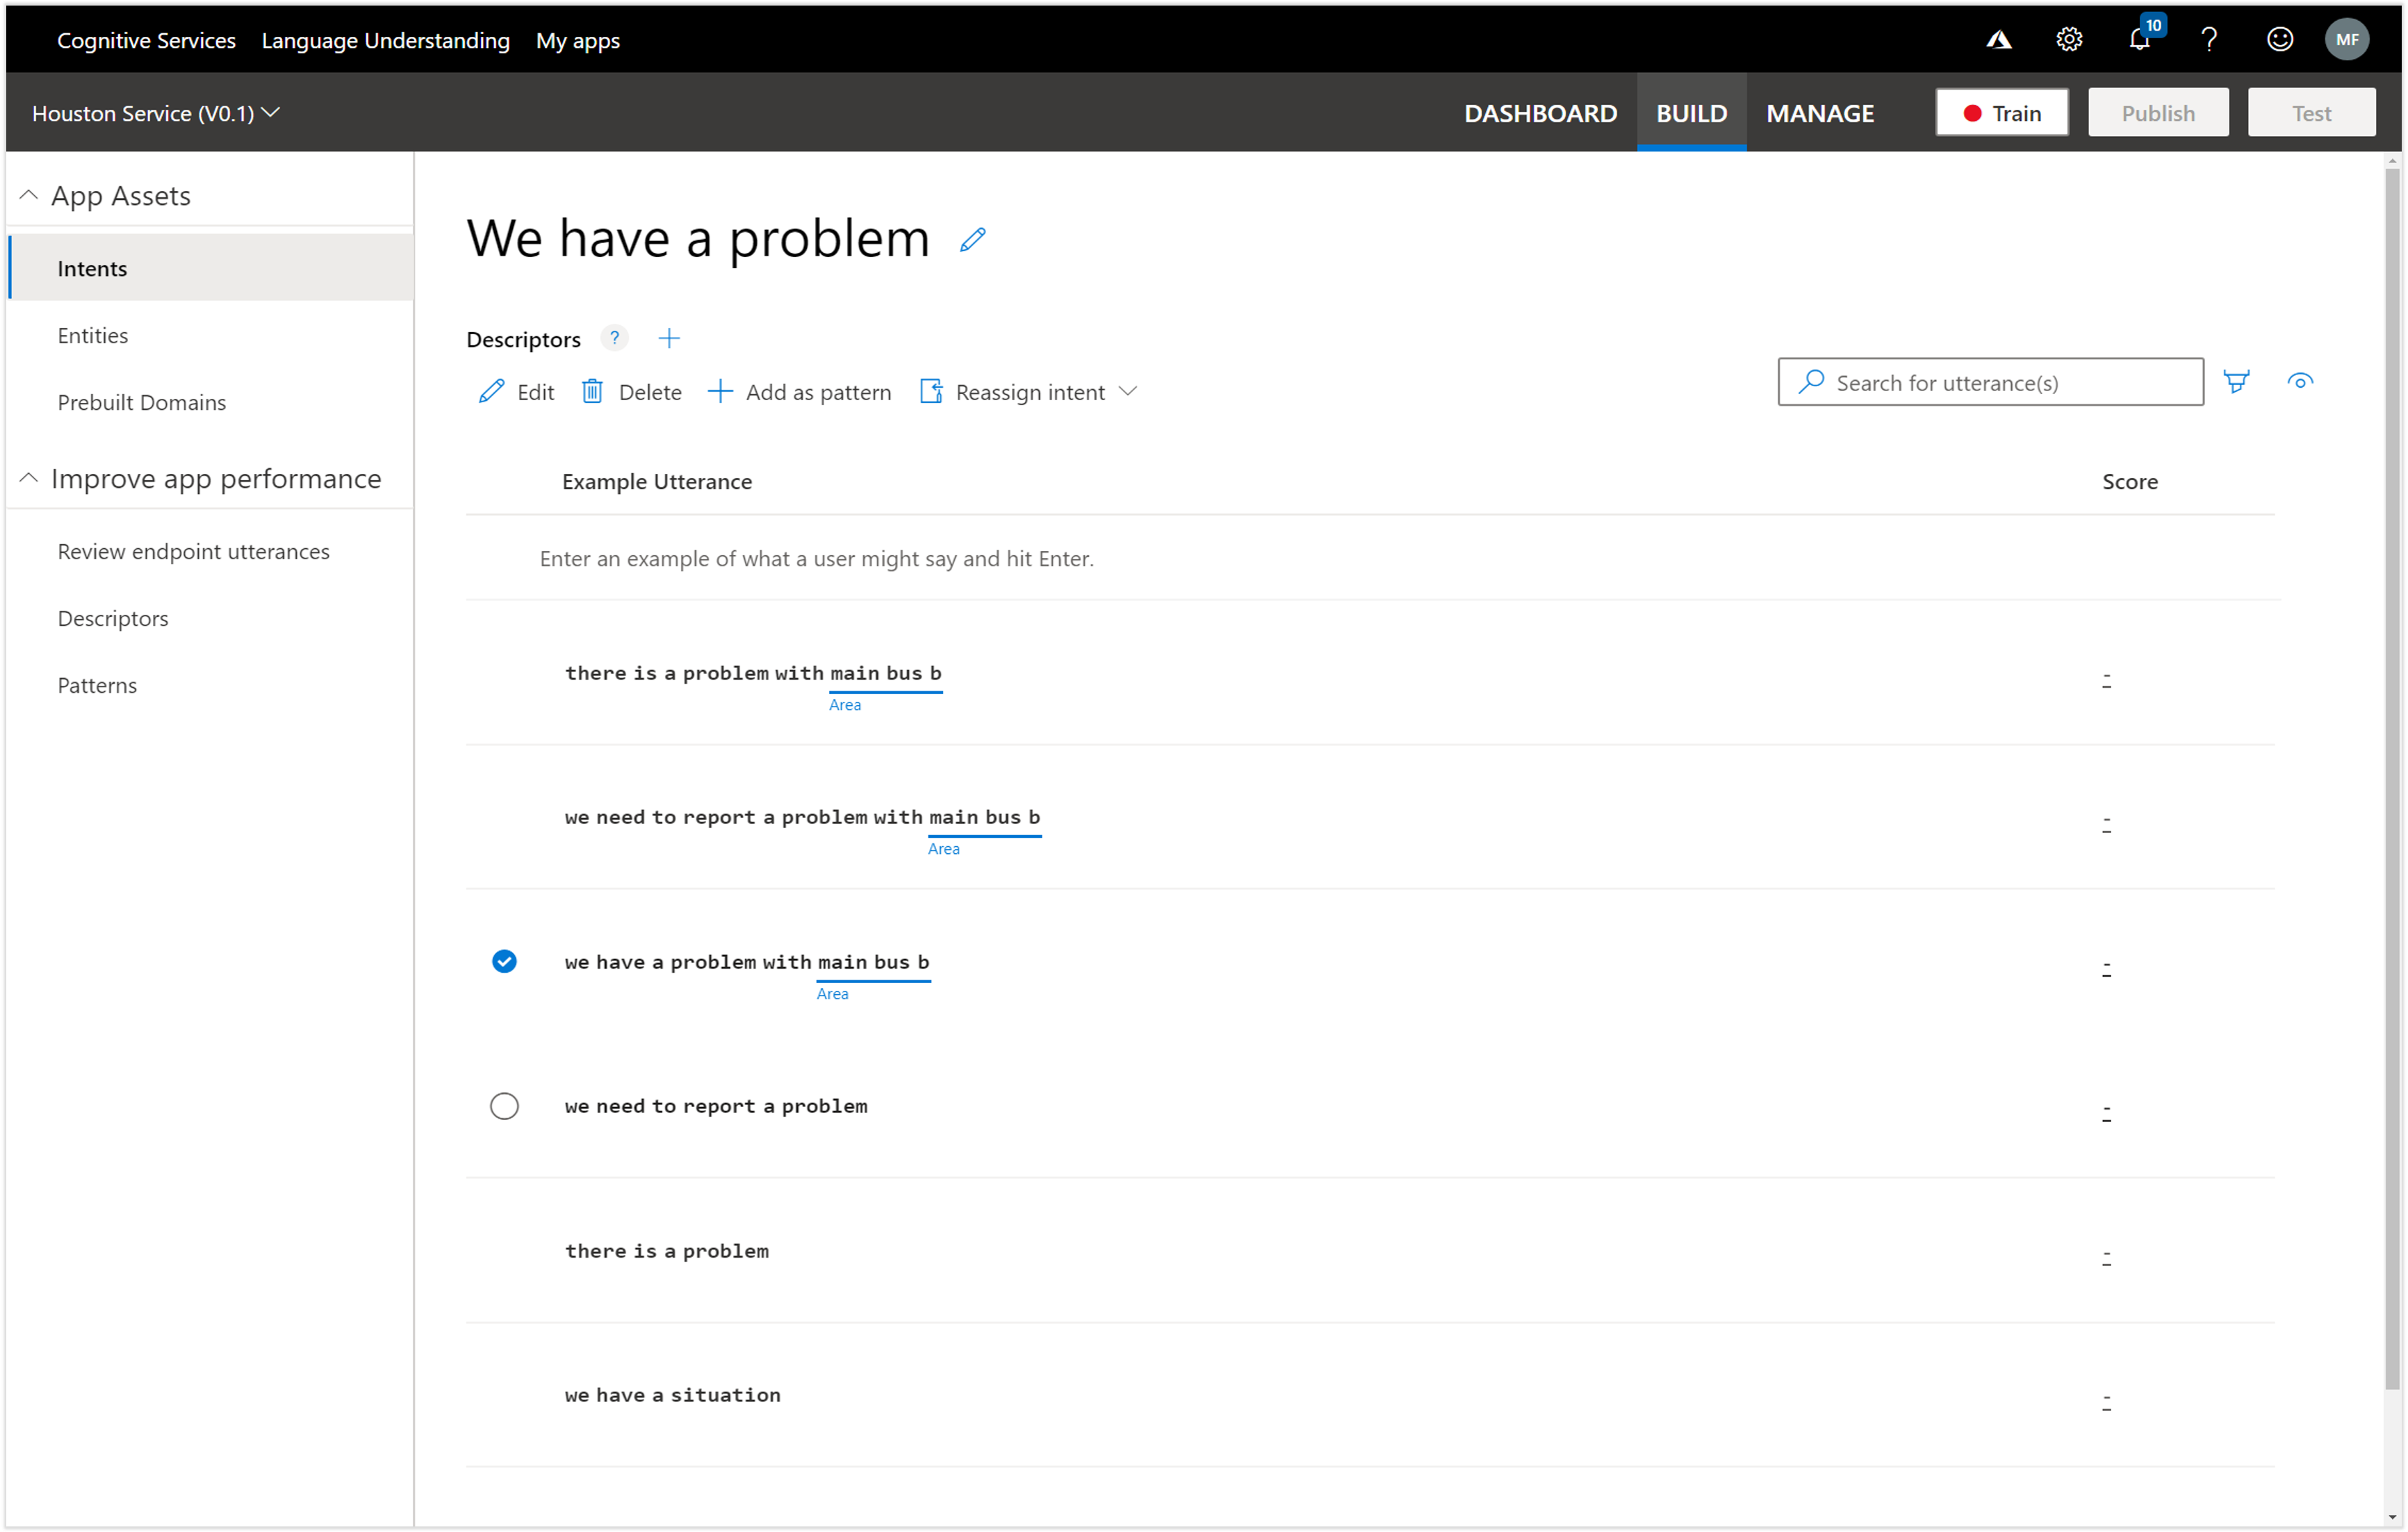 Cognitive Services Language Understanding My apps 10 ? MF
Houston Service (V0.1) DASHBOARD BUILD MANAGE Train Publish Test
App Assets
Intents
Entities
Prebuilt Domains
Improve app performance
Review endpoint utterances
Descriptors
Patterns
We have a problem
Descriptors ?
Edit Delete Add as pattern Reassign intent Search for utterance(s)
Example Utterance Score
Enter an example of what a user might say and hit Enter.
there is a problem with main bus b -
Area
we need to report a problem with main bus b -
Area
we have a problem with main bus b -
Area
we need to report a problem -
there is a problem -
we have a situation -